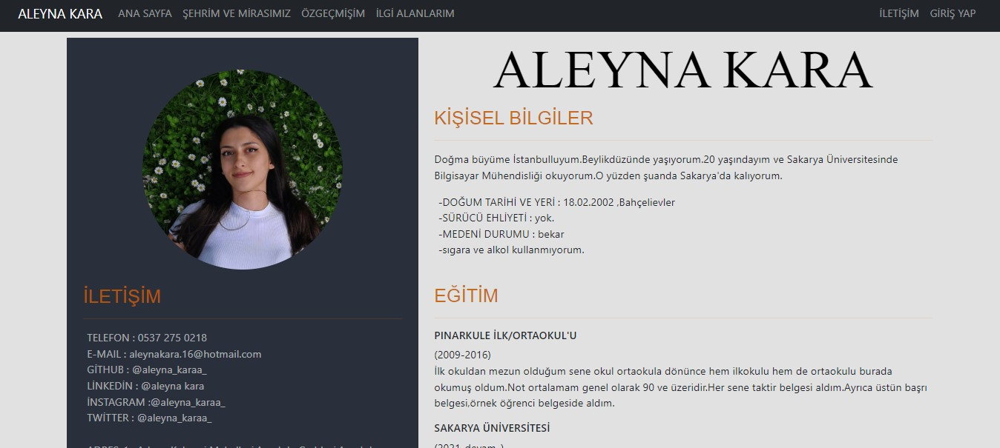 ALEYNA KARA ANA SAYFA ŞEHRİM VE MİRASIMIZ ÖZGEÇMİŞİM İLGİ ALANLARIM İLETİŞİM GİRİŞ YAP
İLETİŞİM
TELEFON : 0537 275 0218
E-MAIL : aleynakara.16@hotmail.com
GİTHUB : @aleyna_karaa_
LİNKEDİN : @aleyna kara
İNSTAGRAM :@aleyna_karaa_
TWİTTER : @aleyna_karaa_
ALEYNA KARA
KİŞİSEL BİLGİLER
Doğma büyüme İstanbulluyum.Beylikdüzünde yaşıyorum.20 yaşındayım ve Sakarya Üniversitesinde
Bilgisayar Mühendisliği okuyorum.O yüzden şuanda Sakarya'da kalıyorum.
-DOĞUM TARİHİ VE YERİ : 18.02.2002 ,Bahçelievler
-SÜRÜCÜ EHLİYETİ : yok.
-MEDENİ DURUMU : bekar
-sıgara ve alkol kullanmıyorum.
EĞİTİM
PINARKULE İLK/ORTAOKUL'U
(2009-2016)
İlk okuldan mezun olduğum sene okul ortaokula dönünce hem ilkokulu hem de ortaokulu burada
okumuş oldum.Not ortalamam genel olarak 90 ve üzeridir.Her sene taktir belgesi aldım.Ayrıca üstün başrı
belgesi,örnek öğrenci belgeside aldım.
SAKARYA ÜNİVERSİTESİ
(2021-devam..)